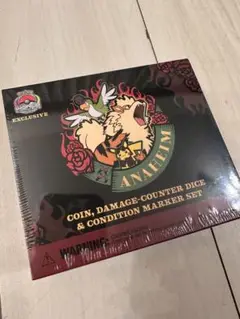 EXCLUSIVE
ANAHEIM
COIN, DAMAGE-COUNTER DICE
& CONDITION MARKER SET
WARNING: